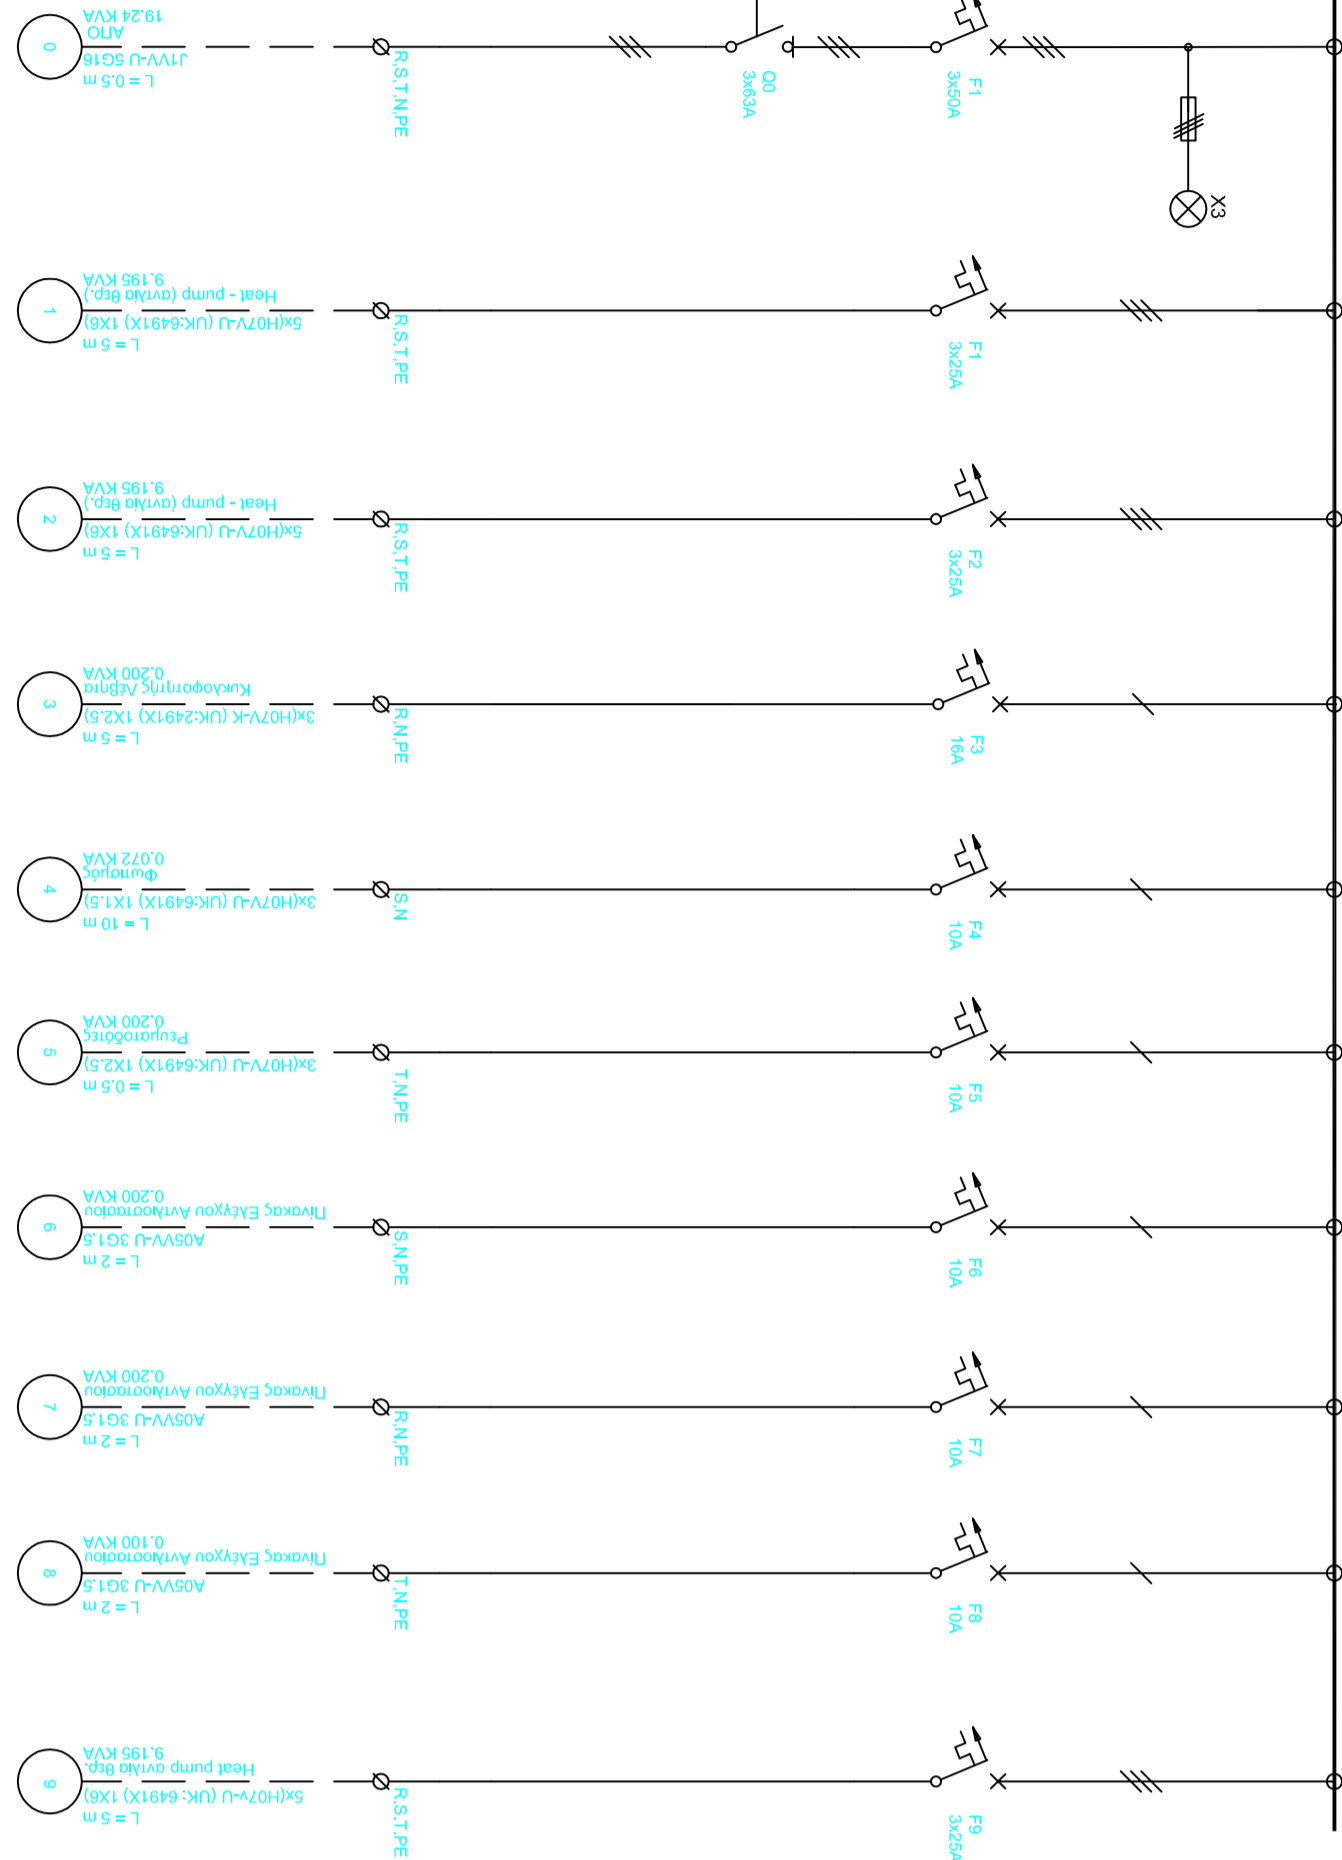 0
19.24 KVA
ΑΠΟ
J1VV-U 5G16
L = 0.5 m
R,S,T,N,PE
Q0
3x63A
F1
3x50A
X3
1
9.195 KVA
Heat - pump (αντλία θερ.)
5x(H07V-U (UK:6491X) 1X6)
L = 5 m
R,S,T,PE
F1
3x25A
2
9.195 KVA
Heat - pump (αντλία θερ.)
5x(H07V-U (UK:6491X) 1X6)
L = 5 m
R,S,T,PE
F2
3x25A
3
0.200 KVA
Κυκλοφορητής Λέβητα
3x(H07V-K (UK:2491X) 1X2.5)
L = 5 m
R,N,PE
F3
16A
4
0.072 KVA
Φωτισμός
3x(H07V-U (UK:6491X) 1X1.5)
L = 10 m
S,N
F4
10A
5
0.200 KVA
Ρευματοδότες
3x(H07V-U (UK:6491X) 1X2.5)
L = 0.5 m
T,N,PE
F5
10A
6
0.200 KVA
Πίνακας Ελέγχου Αντλιοστασίου
A05VV-U 3G1.5
L = 2 m
S,N,PE
F6
10A
7
0.200 KVA
Πίνακας Ελέγχου Αντλιοστασίου
A05VV-U 3G1.5
L = 2 m
R,N,PE
F7
10A
8
0.100 KVA
Πίνακας Ελέγχου Αντλιοστασίου
A05VV-U 3G1.5
L = 2 m
T,N,PE
F8
10A
9
9.195 KVA
Heat pump αντλία θερ.
5x(H07v-U (UK: 6491X) 1X6)
L = 5 m
R.S.T.PE
F9
3x25A